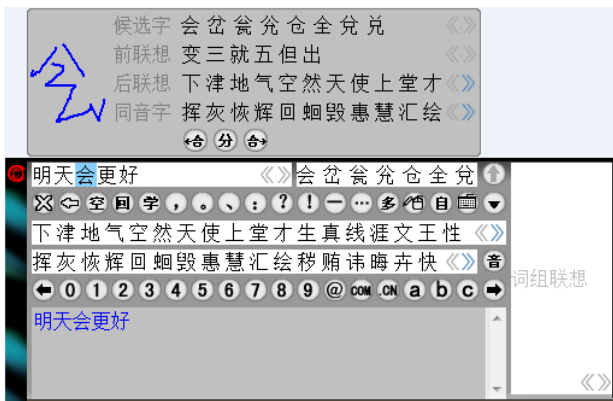 候选字 会 岔 瓮 兊 仓 全 兌 兑 《》
前联想 变 三 就 五 但 出 《》
后联想 下 津 地 气 空 然 天 使 上 堂 才 《》
同音字 挥 灰 恢 辉 回 蛔 毁 惠 慧 汇 绘 《》
会
合 分 合
明天会更好 《》 会 岔 瓮 兊 仓 全 兌
空 回 学 , 。 、 : ? ! 一 … 多 自
下 津 地 气 空 然 天 使 上 堂 才 生 真 线 涯 文 王 性 《》
挥 灰 恢 辉 回 蛔 毁 惠 慧 汇 绘 秽 贿 讳 晦 卉 快 《》 音
0 1 2 3 4 5 6 7 8 9 @ COM .CN a b c
词组联想
明天会更好
《》